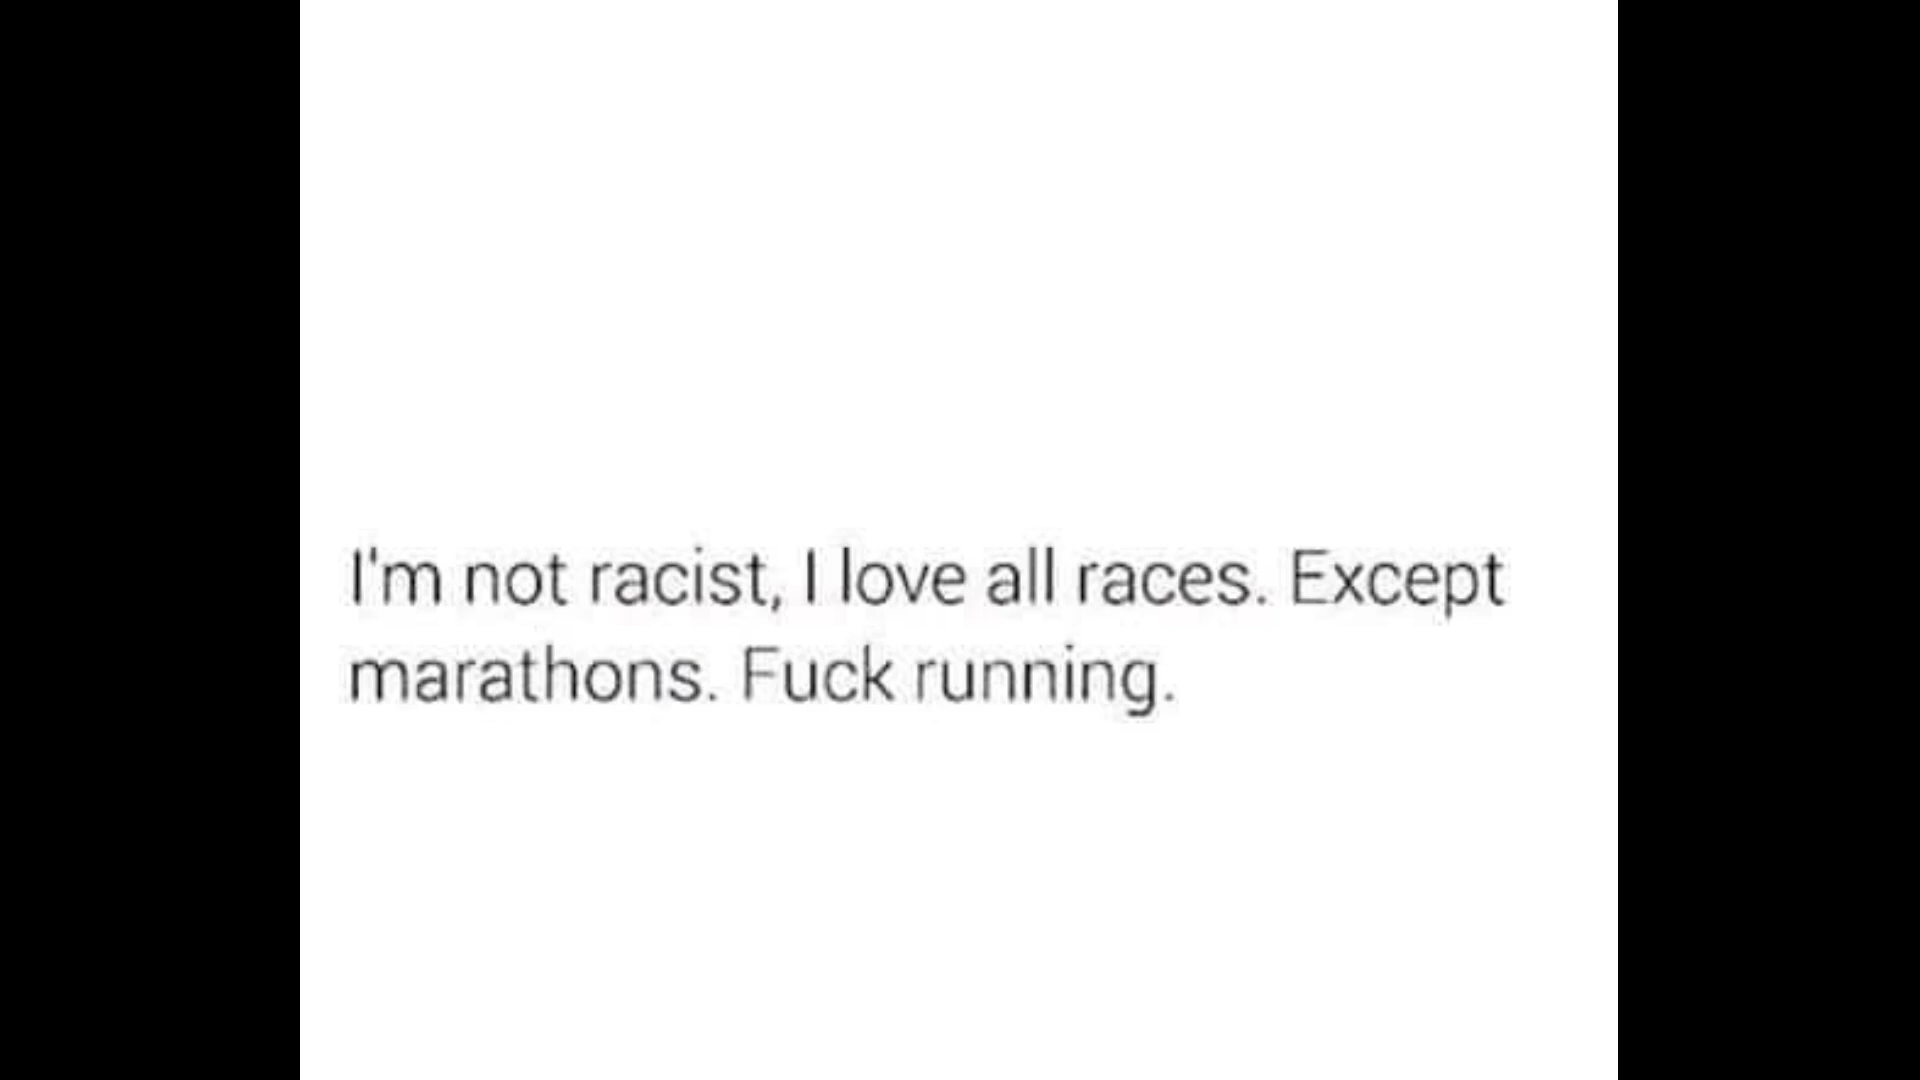 I'm not racist, I love all races. Except
marathons. Fuck running.